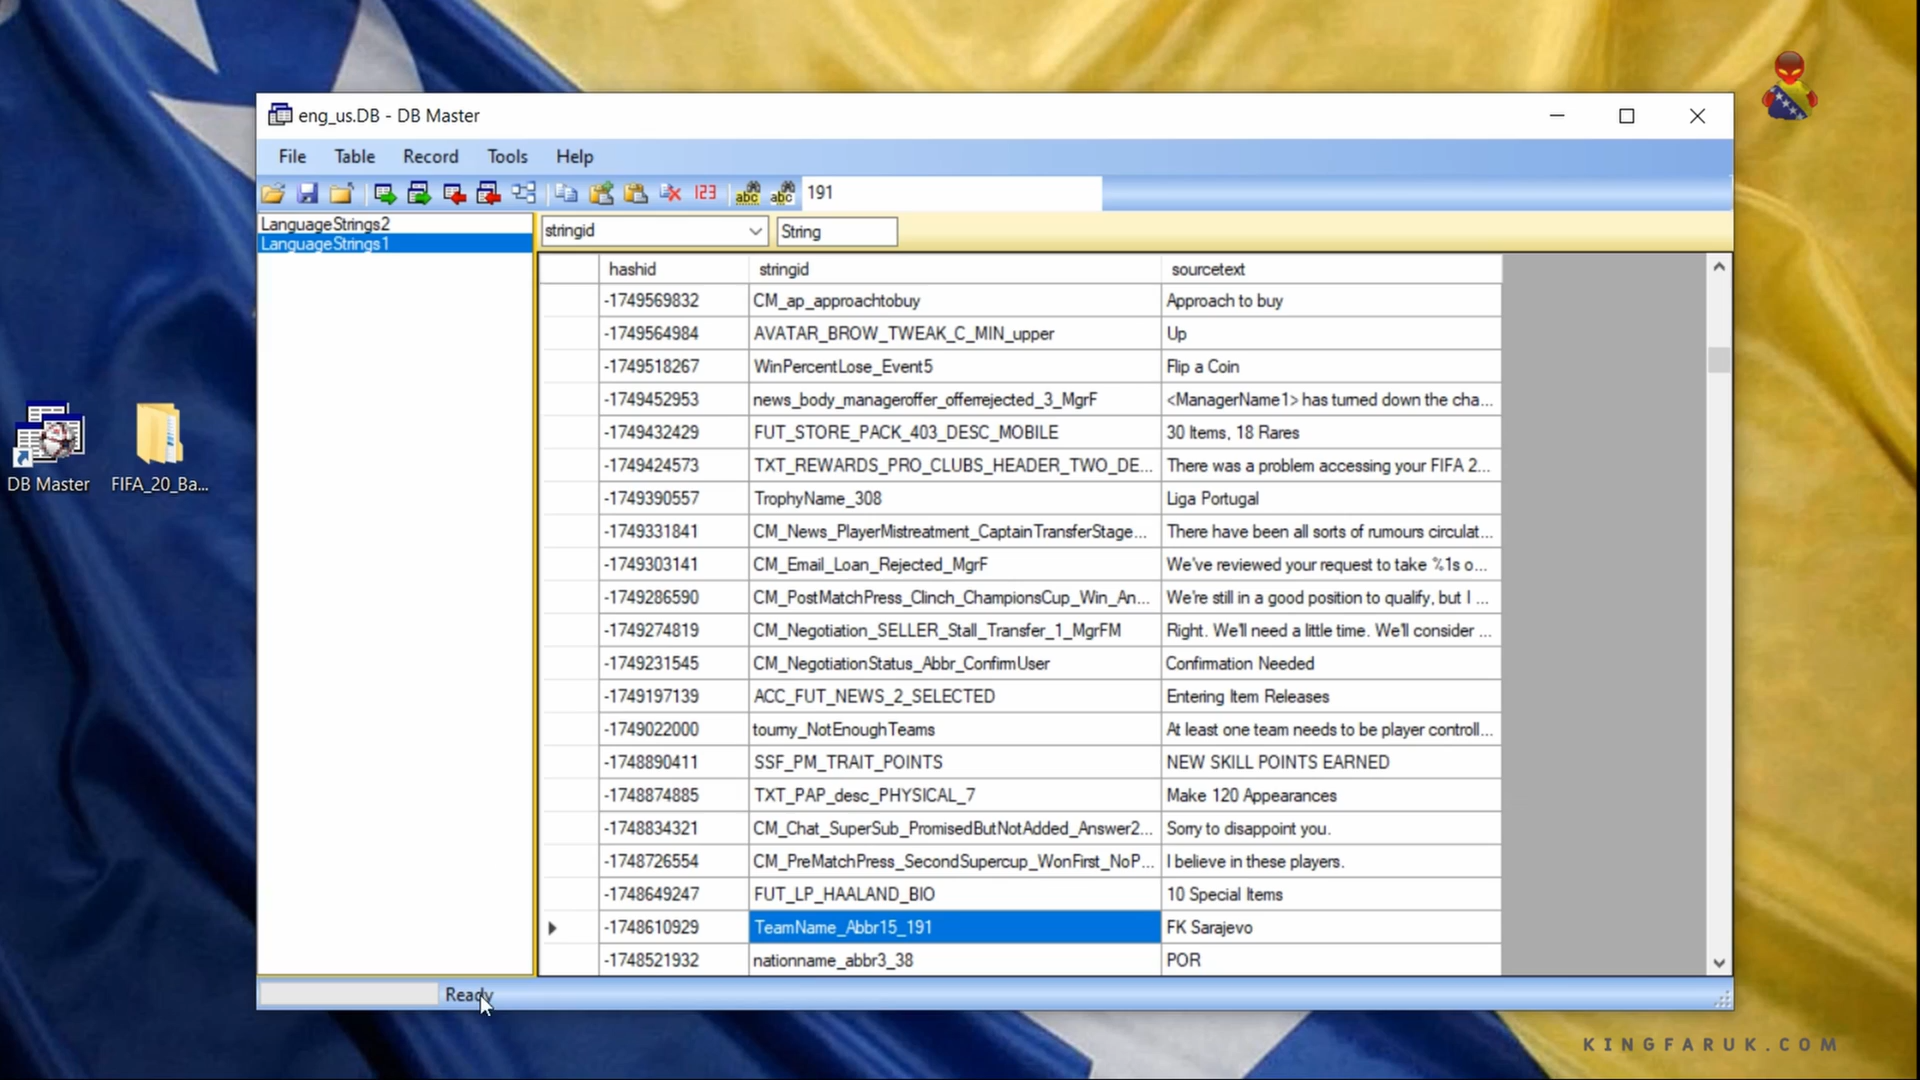 eng_us.DB - DB Master
File Table Record Tools Help
191
LanguageStrings2
LanguageStrings1
stringid String
hashid stringid sourcetext
-1749569832 CM_ap_approachtobuy Approach to buy
-1749564984 AVATAR_BROW_TWEAK_C_MIN_upper Up
-1749518267 WinPercentLose_Event5 Flip a Coin
-1749452953 news_body_manageroffer_offerrejected_3_MgrF <ManagerName1> has turned down the cha...
-1749432429 FUT_STORE_PACK_403_DESC_MOBILE 30 Items, 18 Rares
-1749424573 TXT_REWARDS_PRO_CLUBS_HEADER_TWO_DE... There was a problem accessing your FIFA 2...
-1749390557 TrophyName_308 Liga Portugal
-1749331841 CM_News_PlayerMistreatment_CaptainTransferStage... There have been all sorts of rumours circulat...
-1749303141 CM_Email_Loan_Rejected_MgrF We've reviewed your request to take %1s o...
-1749286590 CM_PostMatchPress_Clinch_ChampionsCup_Win_An... We're still in a good position to qualify, but I ...
-1749274819 CM_Negotiation_SELLER_Stall_Transfer_1_MgrFM Right. We'll need a little time. We'll consider ...
-1749231545 CM_NegotiationStatus_Abbr_ConfirmUser Confirmation Needed
-1749197139 ACC_FUT_NEWS_2_SELECTED Entering Item Releases
-1749022000 tourny_NotEnoughTeams At least one team needs to be player controll...
-1748890411 SSF_PM_TRAIT_POINTS NEW SKILL POINTS EARNED
-1748874885 TXT_PAP_desc_PHYSICAL_7 Make 120 Appearances
-1748834321 CM_Chat_SuperSub_PromisedButNotAdded_Answer2... Sorry to disappoint you.
-1748726554 CM_PreMatchPress_SecondSupercup_WonFirst_NoP... I believe in these players.
-1748649247 FUT_LP_HAALAND_BIO 10 Special Items
-1748610929 TeamName_Abbr15_191 FK Sarajevo
-1748521932 nationname_abbr3_38 POR
Ready
DB Master FIFA_20_Ba...
KINGFARUK.COM